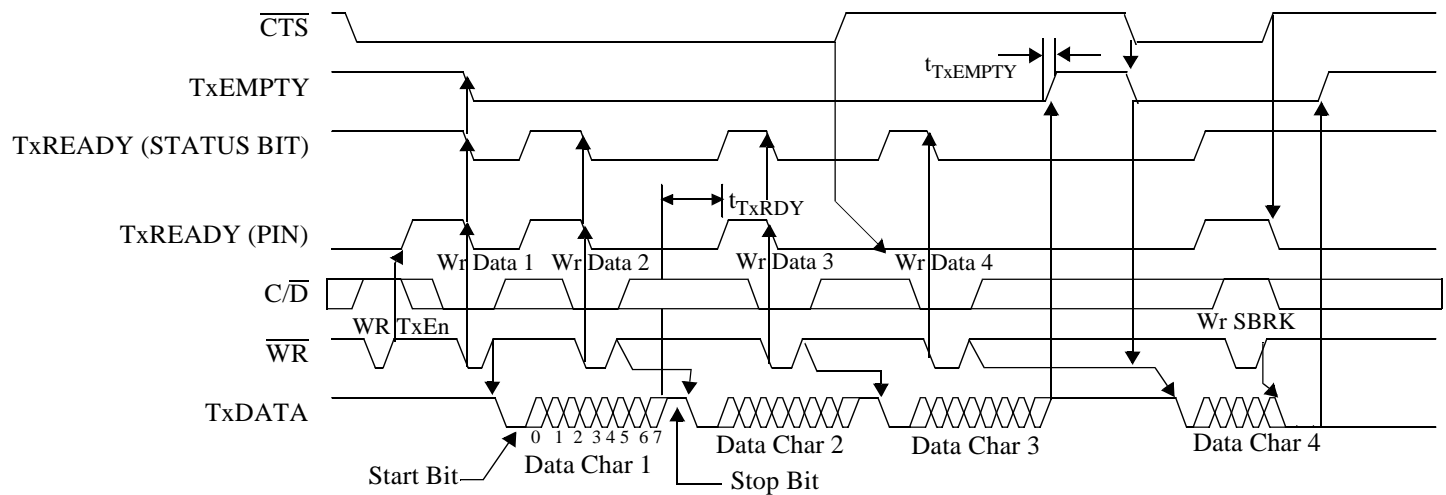 CTS
TxEMPTY
tTxEMPTY
TxREADY (STATUS BIT)
tTxRDY
TxREADY (PIN)
Wr Data 1 Wr Data 2 Wr Data 3 Wr Data 4
C/D
WR TxEn Wr SBRK
WR
TxDATA
0 1 2 3 4 5 6 7
Data Char 1 Data Char 2 Data Char 3 Data Char 4
Start Bit Stop Bit